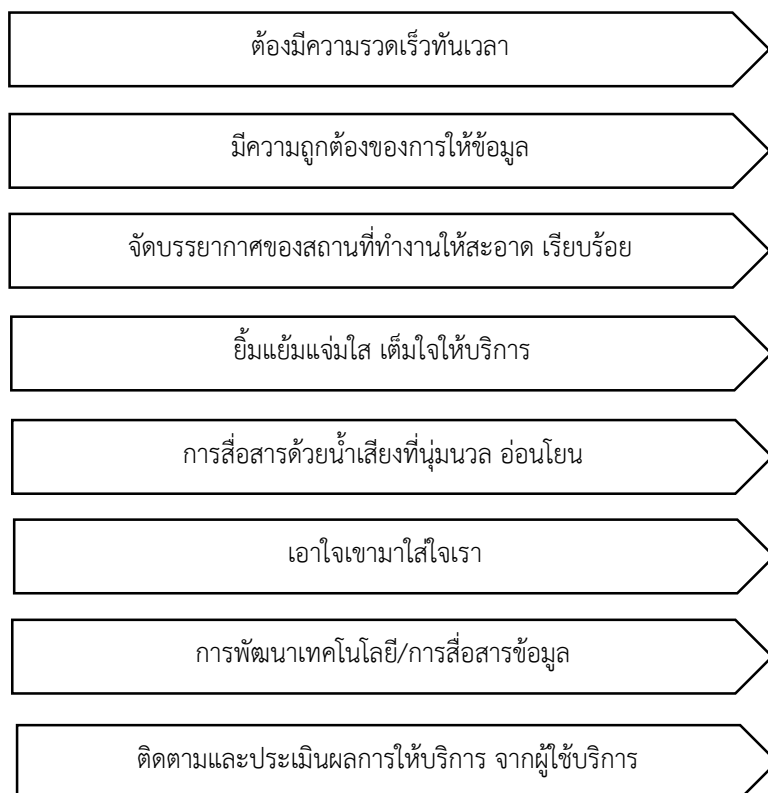 ต้องมีความรวดเร็วทันเวลา
มีความถูกต้องของการให้ข้อมูล
จัดบรรยากาศของสถานที่ทำงานให้สะอาด เรียบร้อย
ยิ้มแย้มแจ่มใส เต็มใจให้บริการ
การสื่อสารด้วยน้ำเสียงที่นุ่มนวล อ่อนโยน
เอาใจเขามาใส่ใจเรา
การพัฒนาเทคโนโลยี/การสื่อสารข้อมูล
ติดตามและประเมินผลการให้บริการ จากผู้ใช้บริการ